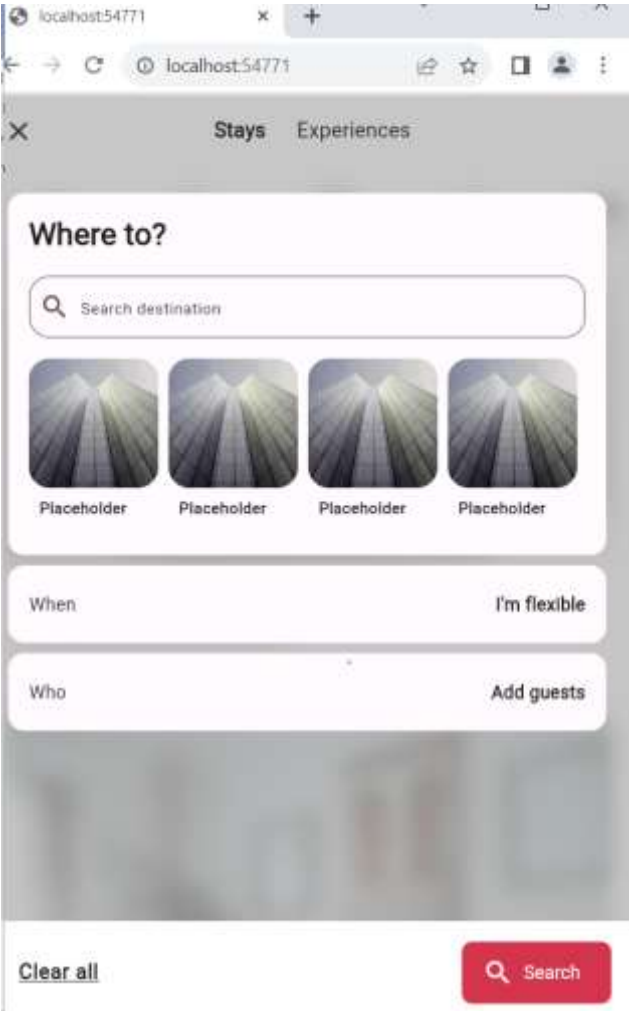 localhost:54771
localhost:54771
Stays Experiences
Where to?
Search destination
Placeholder Placeholder Placeholder Placeholder
When I'm flexible
Who Add guests
Clear all Search